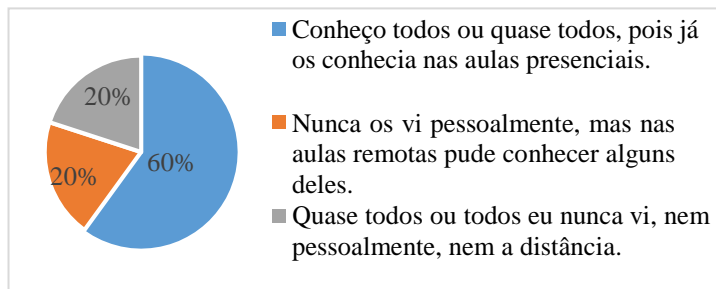 20%
20%
60%
Conheço todos ou quase todos, pois já
os conhecia nas aulas presenciais.
Nunca os vi pessoalmente, mas nas
aulas remotas pude conhecer alguns
deles.
Quase todos ou todos eu nunca vi, nem
pessoalmente, nem a distância.